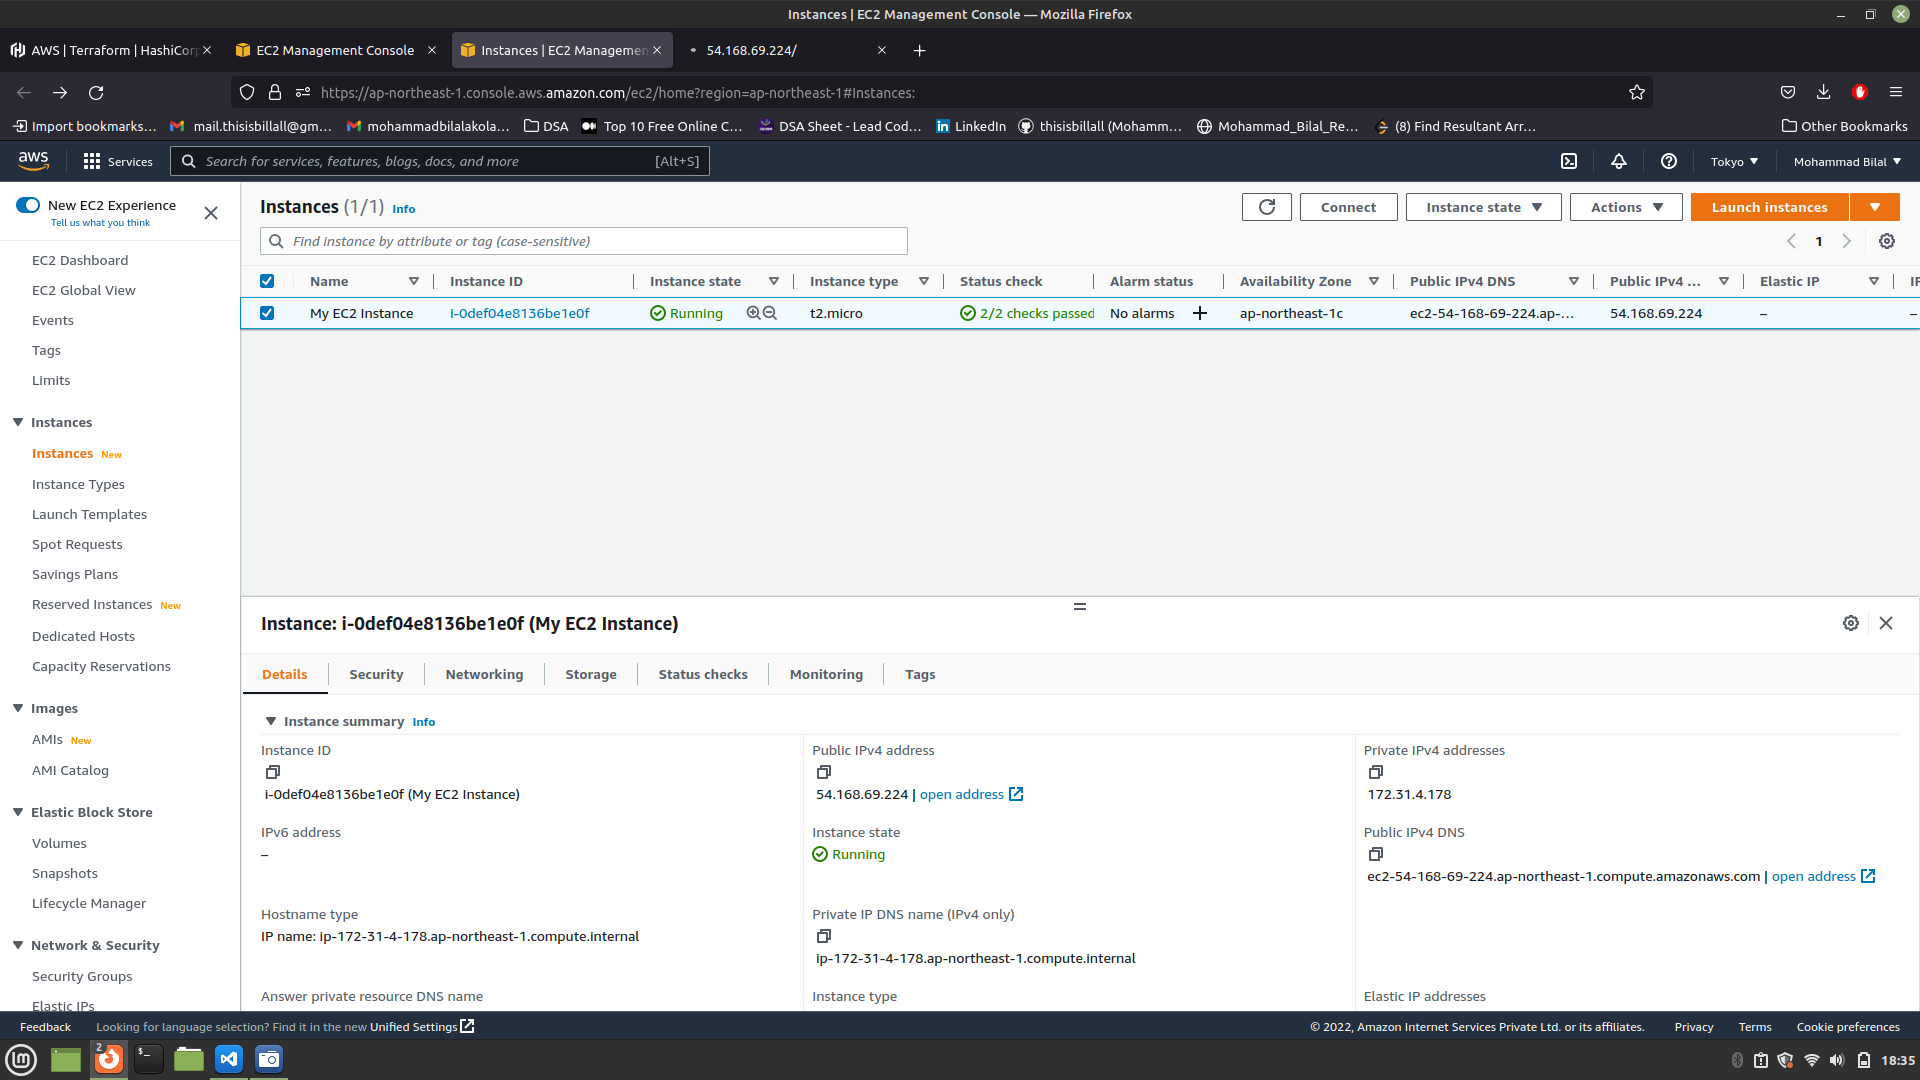 Instances | EC2 Management Console — Mozilla Firefox
AWS | Terraform | HashiCorp
EC2 Management Console
Instances | EC2 Managemen
54.168.69.224/
https://ap-northeast-1.console.aws.amazon.com/ec2/home?region=ap-northeast-1#Instances:
Import bookmarks...
mail.thisisbillall@gm...
mohammadbilalakola...
DSA
Top 10 Free Online C...
DSA Sheet - Lead Cod...
LinkedIn
thisisbillall (Mohamm...
Mohammad_Bilal_Re...
(8) Find Resultant Arr...
Other Bookmarks
aws
Services
Search for services, features, blogs, docs, and more
[Alt+S]
Tokyo
Mohammad Bilal
New EC2 Experience
Tell us what you think
EC2 Dashboard
EC2 Global View
Events
Tags
Limits
Instances
Instances New
Instance Types
Launch Templates
Spot Requests
Savings Plans
Reserved Instances New
Dedicated Hosts
Capacity Reservations
Images
AMIs New
AMI Catalog
Elastic Block Store
Volumes
Snapshots
Lifecycle Manager
Network & Security
Security Groups
Elastic IPs
Instances (1/1) Info
Connect
Instance state
Actions
Launch instances
Find instance by attribute or tag (case-sensitive)
1
Name
Instance ID
Instance state
Instance type
Status check
Alarm status
Availability Zone
Public IPv4 DNS
Public IPv4 ...
Elastic IP
IP
My EC2 Instance
i-0def04e8136be1e0f
Running
t2.micro
2/2 checks passed
No alarms
ap-northeast-1c
ec2-54-168-69-224.ap-...
54.168.69.224
–
–
Instance: i-0def04e8136be1e0f (My EC2 Instance)
Details
Security
Networking
Storage
Status checks
Monitoring
Tags
Instance summary Info
Instance ID
i-0def04e8136be1e0f (My EC2 Instance)
Public IPv4 address
54.168.69.224 | open address
Private IPv4 addresses
172.31.4.178
IPv6 address
–
Instance state
Running
Public IPv4 DNS
ec2-54-168-69-224.ap-northeast-1.compute.amazonaws.com | open address
Hostname type
IP name: ip-172-31-4-178.ap-northeast-1.compute.internal
Private IP DNS name (IPv4 only)
ip-172-31-4-178.ap-northeast-1.compute.internal
Answer private resource DNS name
Instance type
Elastic IP addresses
Feedback
Looking for language selection? Find it in the new Unified Settings
© 2022, Amazon Internet Services Private Ltd. or its affiliates.
Privacy
Terms
Cookie preferences
2
$_
18:35